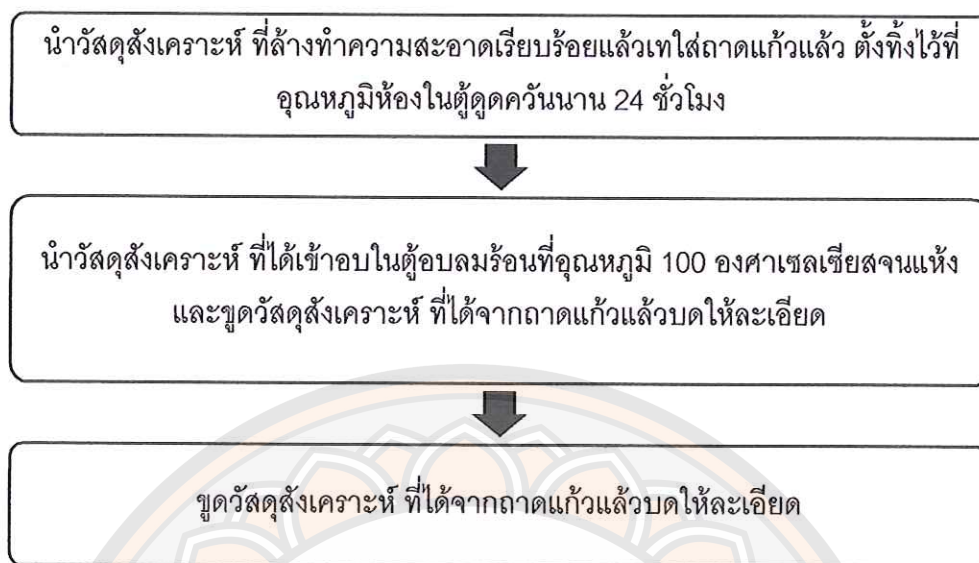 นำวัสดุสังเคราะห์ ที่ล้างทำความสะอาดเรียบร้อยแล้วเทใส่ถาดแก้วแล้ว ตั้งทิ้งไว้ที่
อุณหภูมิห้องในตู้ดูดควันนาน 24 ชั่วโมง
นำวัสดุสังเคราะห์ ที่ได้เข้าอบในตู้อบลมร้อนที่อุณหภูมิ 100 องศาเซลเซียสจนแห้ง
และขูดวัสดุสังเคราะห์ ที่ได้จากถาดแก้วแล้วบดให้ละเอียด
ขูดวัสดุสังเคราะห์ ที่ได้จากถาดแก้วแล้วบดให้ละเอียด